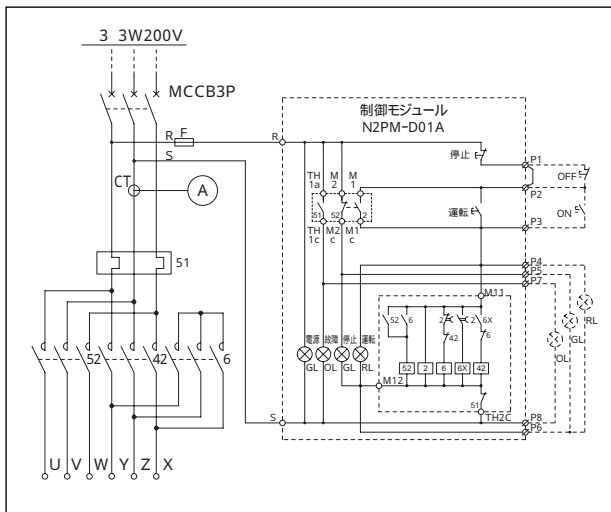 3 3W200V
MCCB3P
R F
S
CT
A
51
52
42
6
U V W Y Z X
制御モジュール
N2PM-D01A
R
停止
P1
OFF
P2
TH 1a
M 2
M 1
51
52
2
運転
ON
P3
TH 1c
M2 c
M1 c
P4
P5
P7
M11
RL
GL
OL
52 6 2 2 2 6X
42 6
電源 故障 停止 運転
GL OL GL RL
52 2 6 6X 42
M12
51
TH2C
S
P8
P6